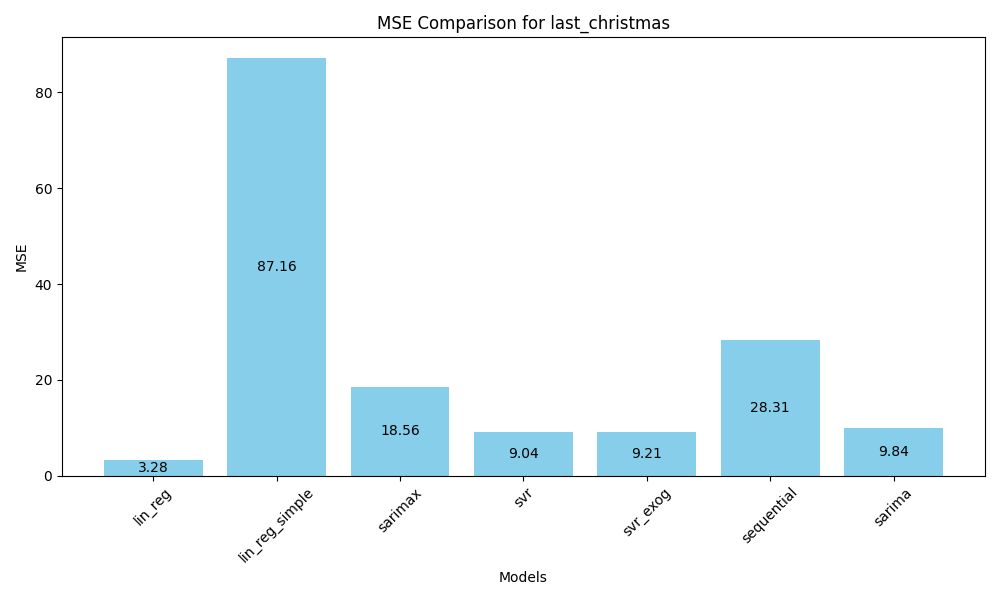 MSE Comparison for last_christmas
MSE
80
60
40
20
0
3.28
87.16
18.56
9.04
9.21
28.31
9.84
lin_reg
lin_reg_simple
sarimax
svr
svr_exog
sequential
sarima
Models